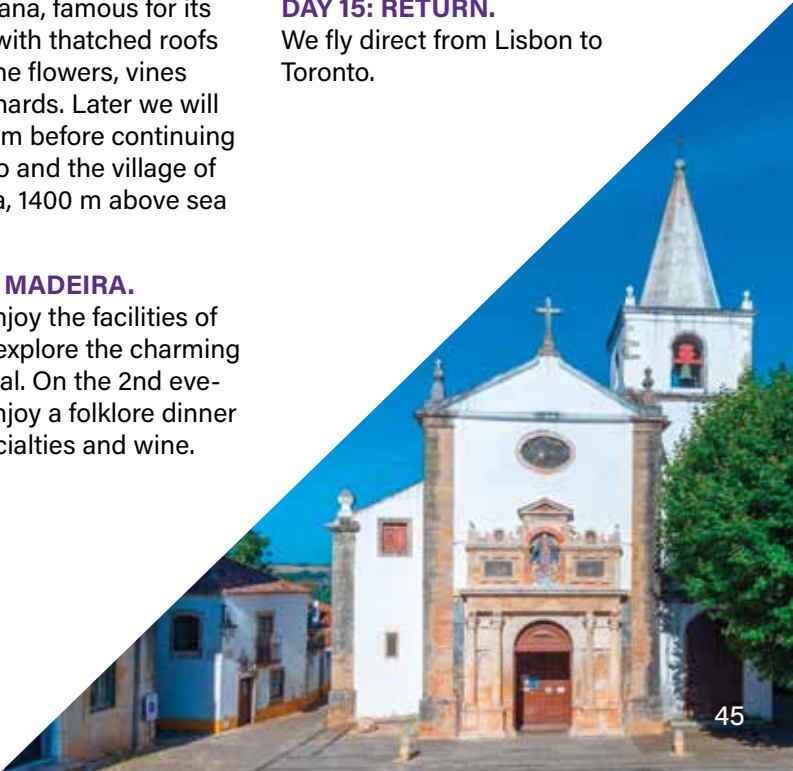 ana, famous for its
with thatched roofs
ne flowers, vines
hards. Later we will
rm before continuing
o and the village of
a, 1400 m above sea
MADEIRA.
njoy the facilities of
explore the charming
al. On the 2nd eve-
njoy a folklore dinner
cialties and wine.
DAY 15: RETURN.
We fly direct from Lisbon to
Toronto.
45